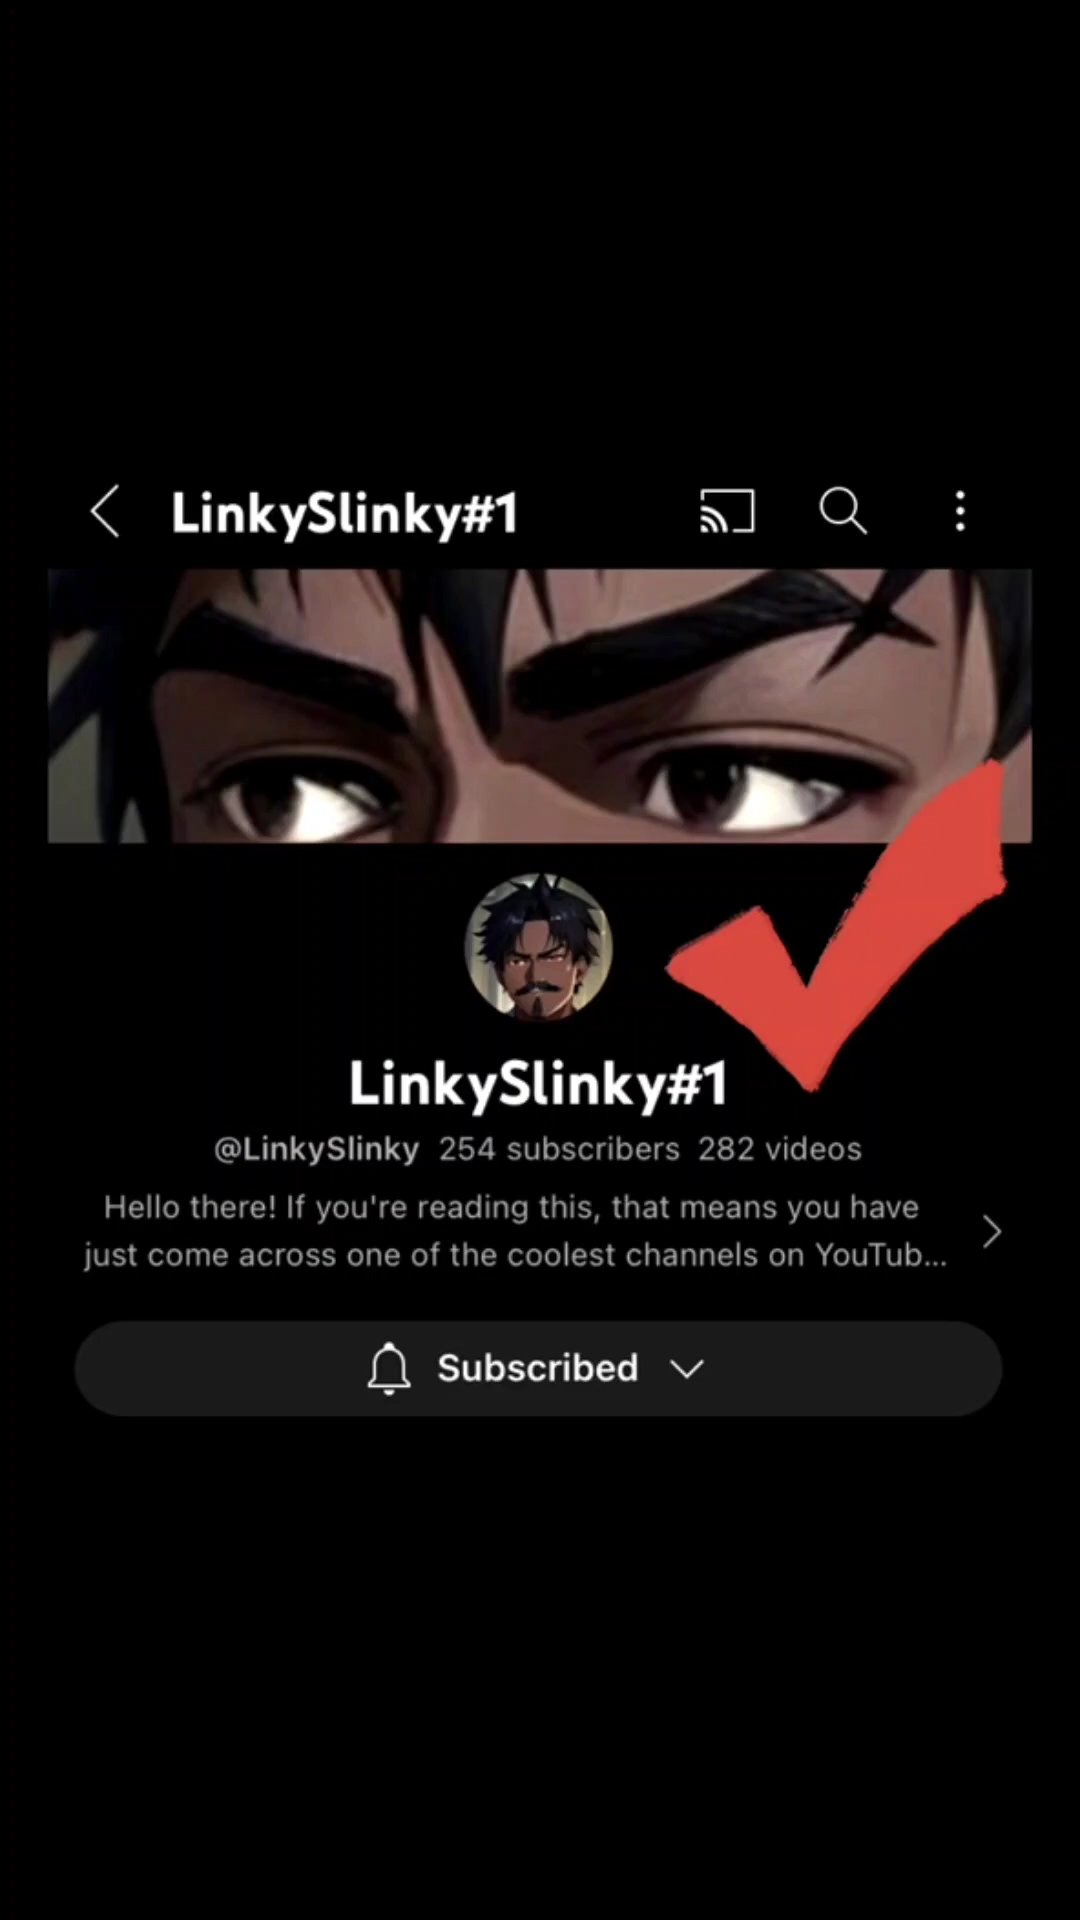 LinkySlinky#1
LinkySlinky#1
@LinkySlinky 254 subscribers 282 videos
Hello there! If you're reading this, that means you have
just come across one of the coolest channels on YouTub...
Subscribed